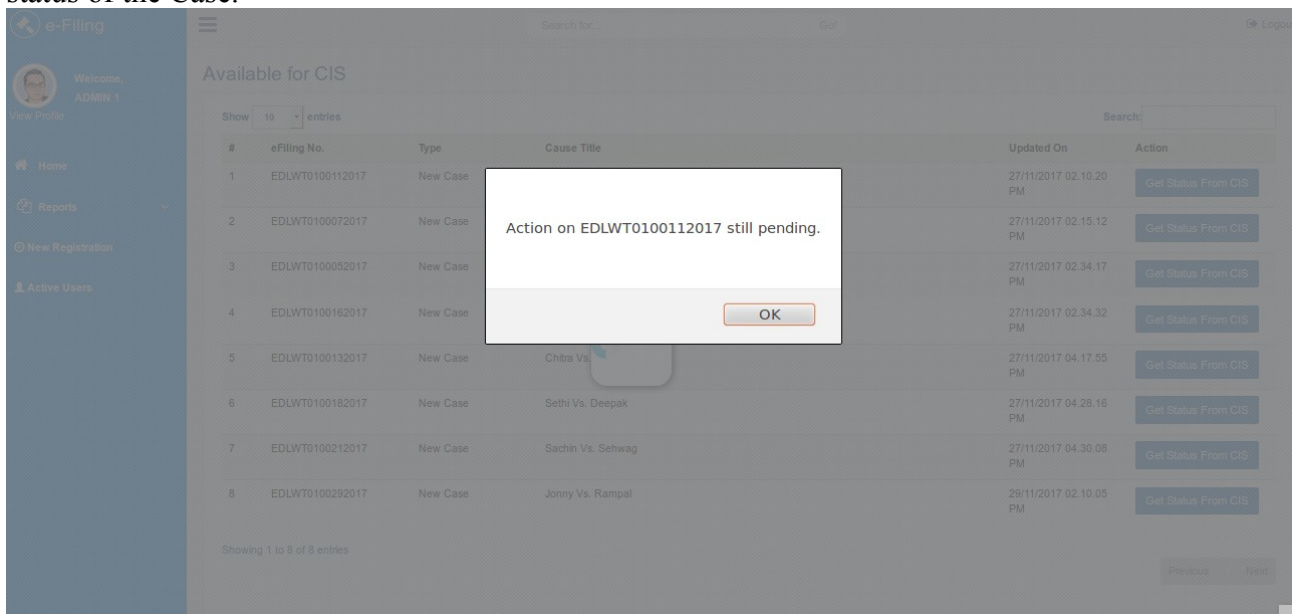 status of the Case.
e-Filing
Search for...
Go!
Logou
Welcome,
ADMIN 1
View Profile
Home
Reports
New Registration
Active Users
Available for CIS
Show 10 entries
Search:
# eFiling No. Type Cause Title Updated On Action
1 EDLWT0100112017 New Case 27/11/2017 02.10.20 PM Get Status From CIS
2 EDLWT0100072017 New Case 27/11/2017 02.15.12 PM Get Status From CIS
3 EDLWT0100052017 New Case 27/11/2017 02.34.17 PM Get Status From CIS
4 EDLWT0100162017 New Case 27/11/2017 02.34.32 PM Get Status From CIS
5 EDLWT0100132017 New Case Chitra Vs. 27/11/2017 04.17.55 PM Get Status From CIS
6 EDLWT0100182017 New Case Sethi Vs. Deepak 27/11/2017 04.28.16 PM Get Status From CIS
7 EDLWT0100212017 New Case Sachin Vs. Sehwag 27/11/2017 04.30.06 PM Get Status From CIS
8 EDLWT0100292017 New Case Jonny Vs. Rampal 29/11/2017 02.10.05 PM Get Status From CIS
Showing 1 to 8 of 8 entries
Previous Next
Action on EDLWT0100112017 still pending.
OK